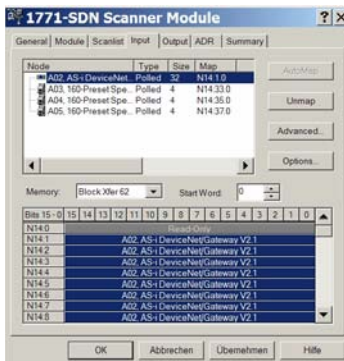 1771-SDN Scanner Module
General Module Scanlist Input Output ADR Summary
Node Type Size Map
A02, AS-i DeviceNet... Polled 32 N14:1.0
A03, 160-Preset Spe... Polled 4 N14:33.0
A04, 160-Preset Spe... Polled 4 N14:35.0
A05, 160-Preset Spe... Polled 4 N14:37.0
AutoMap
Unmap
Advanced...
Options...
Memory: Block Xfer 62 Start Word: 0
Bits 15 - 0 15 14 13 12 11 10 9 8 7 6 5 4 3 2 1 0
N14:0 Read-Only
N14:1 A02, AS-i DeviceNet/Gateway V2.1
N14:2 A02, AS-i DeviceNet/Gateway V2.1
N14:3 A02, AS-i DeviceNet/Gateway V2.1
N14:4 A02, AS-i DeviceNet/Gateway V2.1
N14:5 A02, AS-i DeviceNet/Gateway V2.1
N14:6 A02, AS-i DeviceNet/Gateway V2.1
N14:7 A02, AS-i DeviceNet/Gateway V2.1
N14:8 A02, AS-i DeviceNet/Gateway V2.1
OK Abbrechen Übernehmen Hilfe